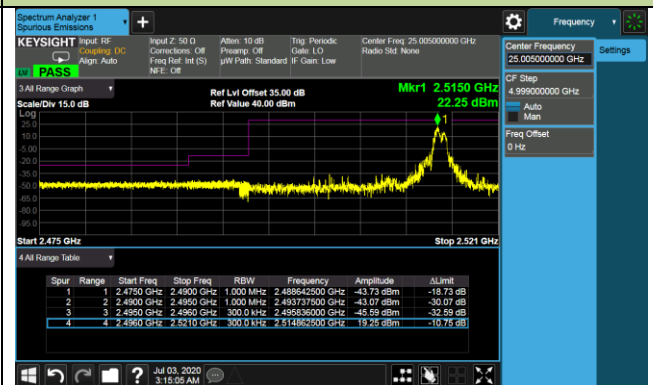 Spectrum Analyzer 1
Spurious Emissions
Frequency
KEYSIGHT
Input: RF
Coupling: DC
Align: Auto
Input Z: 50 Ω
Corrections: Off
Freq Ref: Int (S)
NFE: Off
Atten: 10 dB
Preamp: Off
µW Path: Standard
Trig: Periodic
Gate: LO
IF Gain: Low
Center Freq: 25.005000000 GHz
Radio Std: None
PASS
Center Frequency
25.005000000 GHz
Settings
CF Step
4.999000000 GHz
Auto
Man
Freq Offset
0 Hz
3 All Range Graph
Scale/Div 15.0 dB
Ref Lvl Offset 35.00 dB
Ref Value 40.00 dBm
Mkr1 2.5150 GHz
22.25 dBm
Log
25.0
10.0
-5.00
-20.0
-35.0
-50.0
-65.0
-80.0
-95.0
1
Start 2.475 GHz
Stop 2.521 GHz
4 All Range Table
Spur Range Start Freq Stop Freq RBW Frequency Amplitude ΔLimit
1 1 2.4750 GHz 2.4900 GHz 1.000 MHz 2.488642500 GHz -43.73 dBm -18.73 dB
2 2 2.4900 GHz 2.4950 GHz 1.000 MHz 2.493737500 GHz -43.07 dBm -30.07 dB
3 3 2.4950 GHz 2.4960 GHz 300.0 kHz 2.495836000 GHz -45.59 dBm -32.59 dB
4 4 2.4960 GHz 2.5210 GHz 300.0 kHz 2.514862500 GHz 19.25 dBm -10.75 dB
Jul 03, 2020
3:15:05 AM